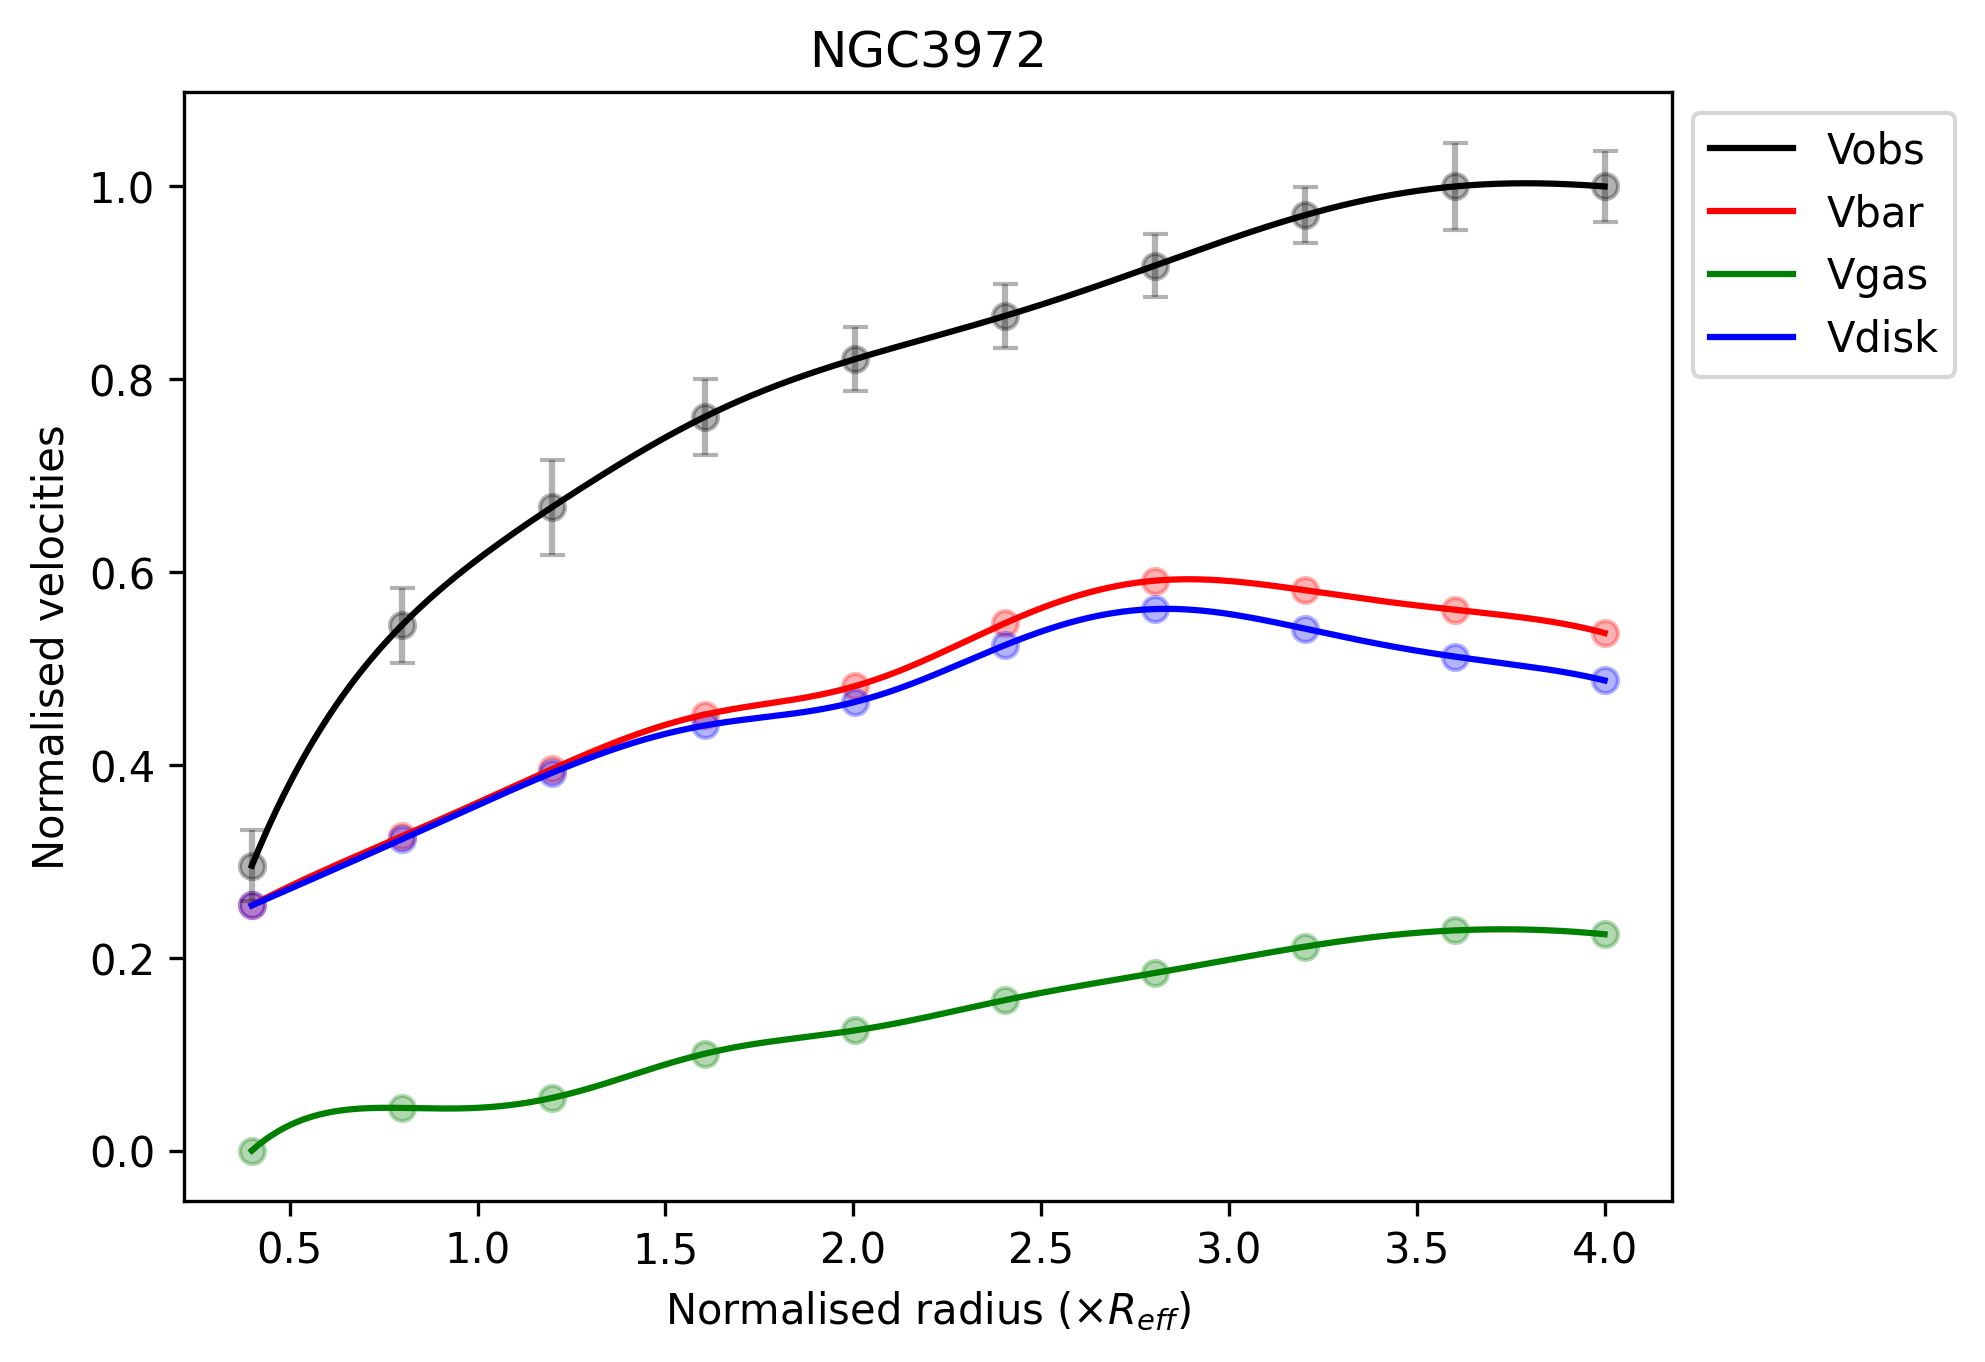 NGC3972
Vobs
Vbar
Vgas
Vdisk
Normalised velocities
1.0
0.8
0.6
0.4
0.2
0.0
0.5 1.0 1.5 2.0 2.5 3.0 3.5 4.0
Normalised radius (×R_eff)